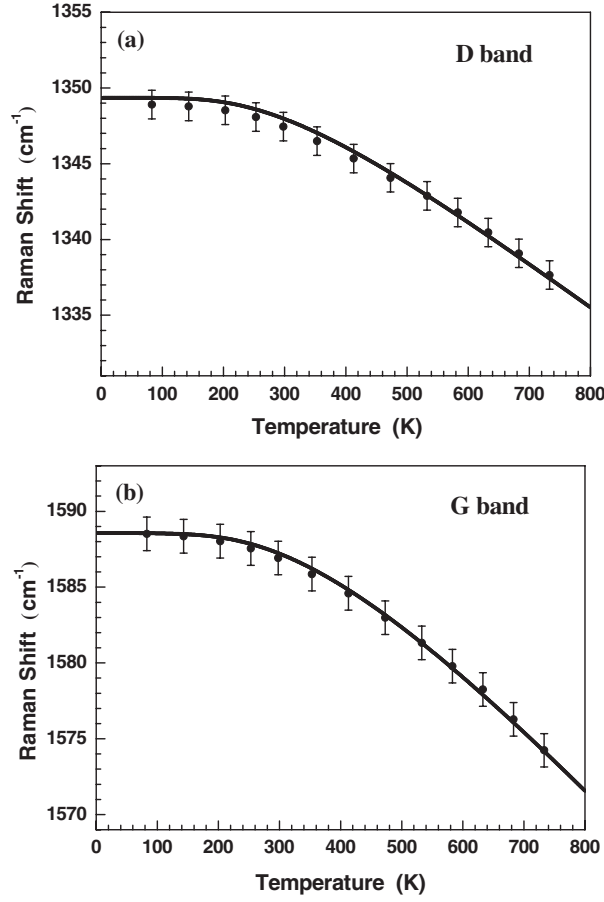 1355
(a)
D band
1350
1345
1340
1335
Raman Shift (cm-1)
0 100 200 300 400 500 600 700 800
Temperature (K)
(b)
G band
1590
1585
1580
1575
1570
Raman Shift (cm-1)
0 100 200 300 400 500 600 700 800
Temperature (K)